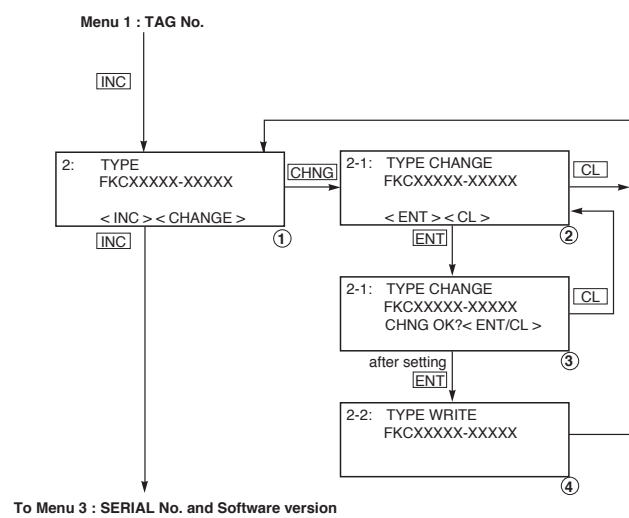 Menu 1 : TAG No.
INC
2: TYPE
FKCXXXXX-XXXXX
< INC > < CHANGE >
1
CHNG
2-1: TYPE CHANGE
FKCXXXXX-XXXXX
< ENT > < CL >
2
CL
INC
ENT
2-1: TYPE CHANGE
FKCXXXXX-XXXXX
CHNG OK?< ENT/CL >
3
CL
after setting
ENT
2-2: TYPE WRITE
FKCXXXXX-XXXXX
4
To Menu 3 : SERIAL No. and Software version